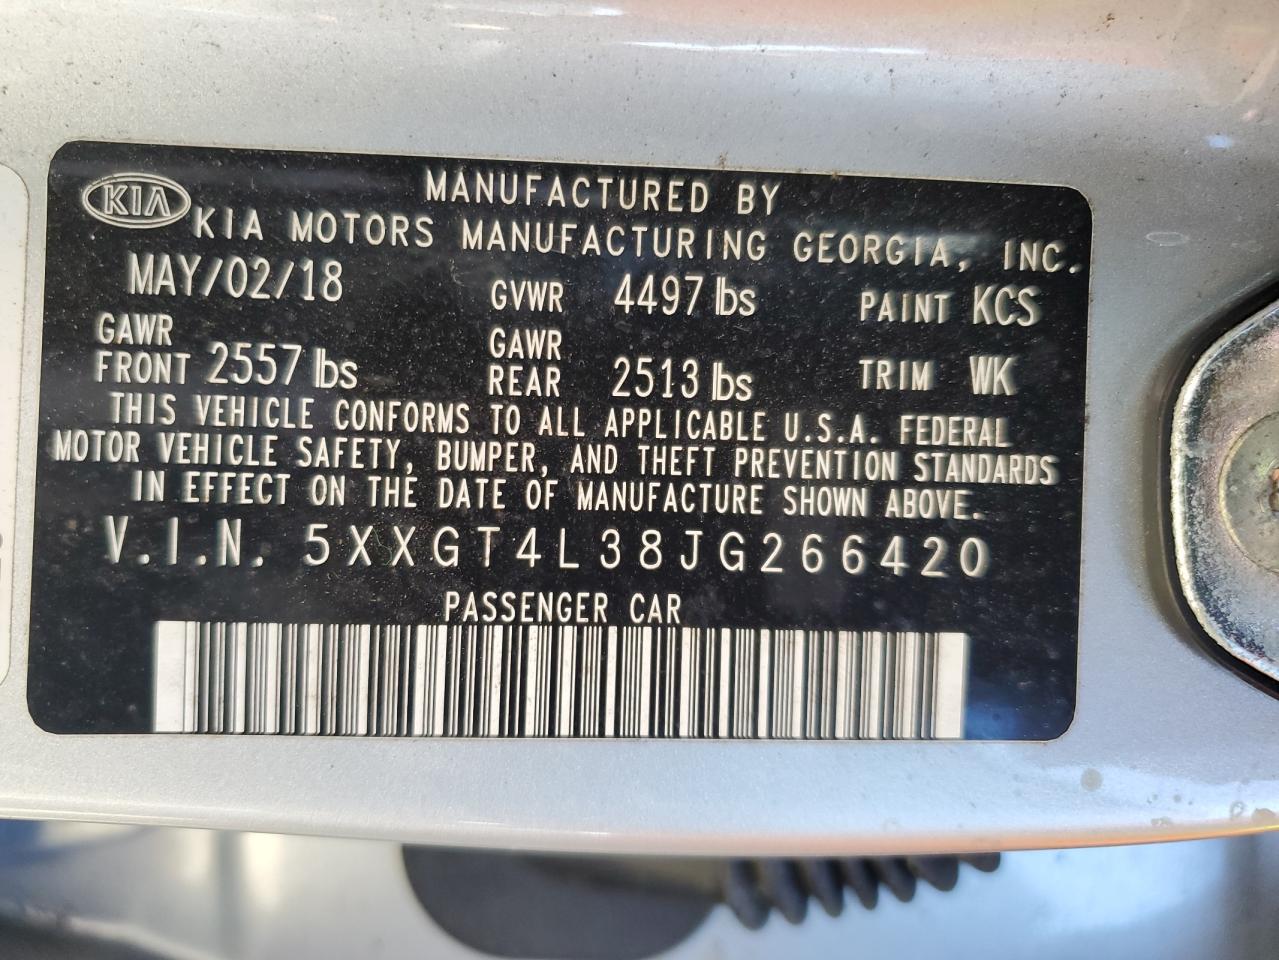 KIA
MANUFACTURED BY
KIA MOTORS MANUFACTURING GEORGIA, INC.
MAY/02/18 GVWR 4497 lbs PAINT KCS
GAWR FRONT 2557 lbs GAWR REAR 2513 lbs TRIM WK
THIS VEHICLE CONFORMS TO ALL APPLICABLE U.S.A. FEDERAL
MOTOR VEHICLE SAFETY, BUMPER, AND THEFT PREVENTION STANDARDS
IN EFFECT ON THE DATE OF MANUFACTURE SHOWN ABOVE.
V.I.N. 5XXGT4L38JG266420
PASSENGER CAR